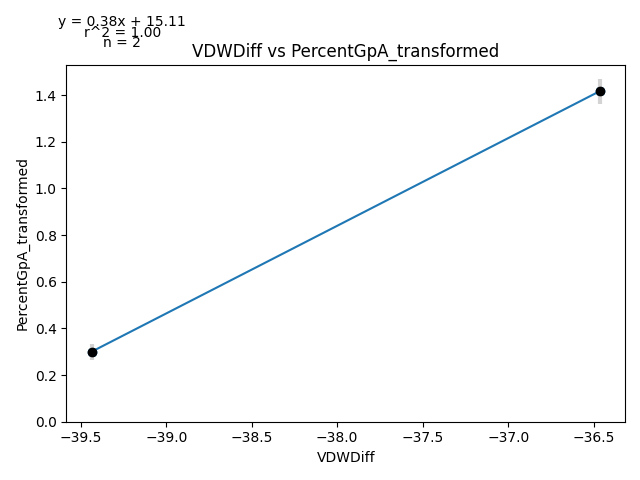 y = 0.38x + 15.11
r^2 = 1.00
n = 2
VDWDiff vs PercentGpA_transformed
1.4
1.2
1.0
0.8
0.6
0.4
0.2
0.0
PercentGpA_transformed
−39.5 −39.0 −38.5 −38.0 −37.5 −37.0 −36.5
VDWDiff